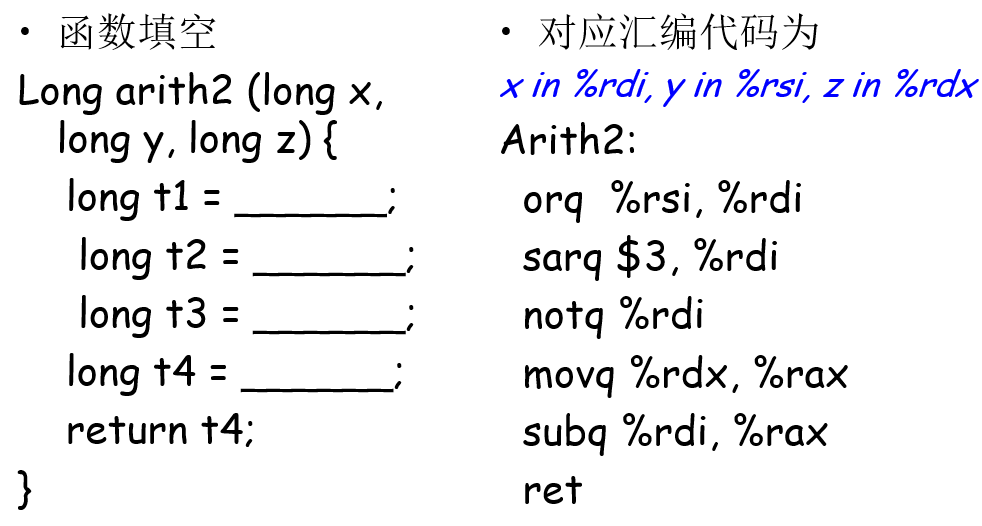 • 函数填空
Long arith2 (long x,
long y, long z) {
long t1 = ______;
long t2 = ______;
long t3 = ______;
long t4 = ______;
return t4;
}
• 对应汇编代码为
x in %rdi, y in %rsi, z in %rdx
Arith2:
orq %rsi, %rdi
sarq $3, %rdi
notq %rdi
movq %rdx, %rax
subq %rdi, %rax
ret